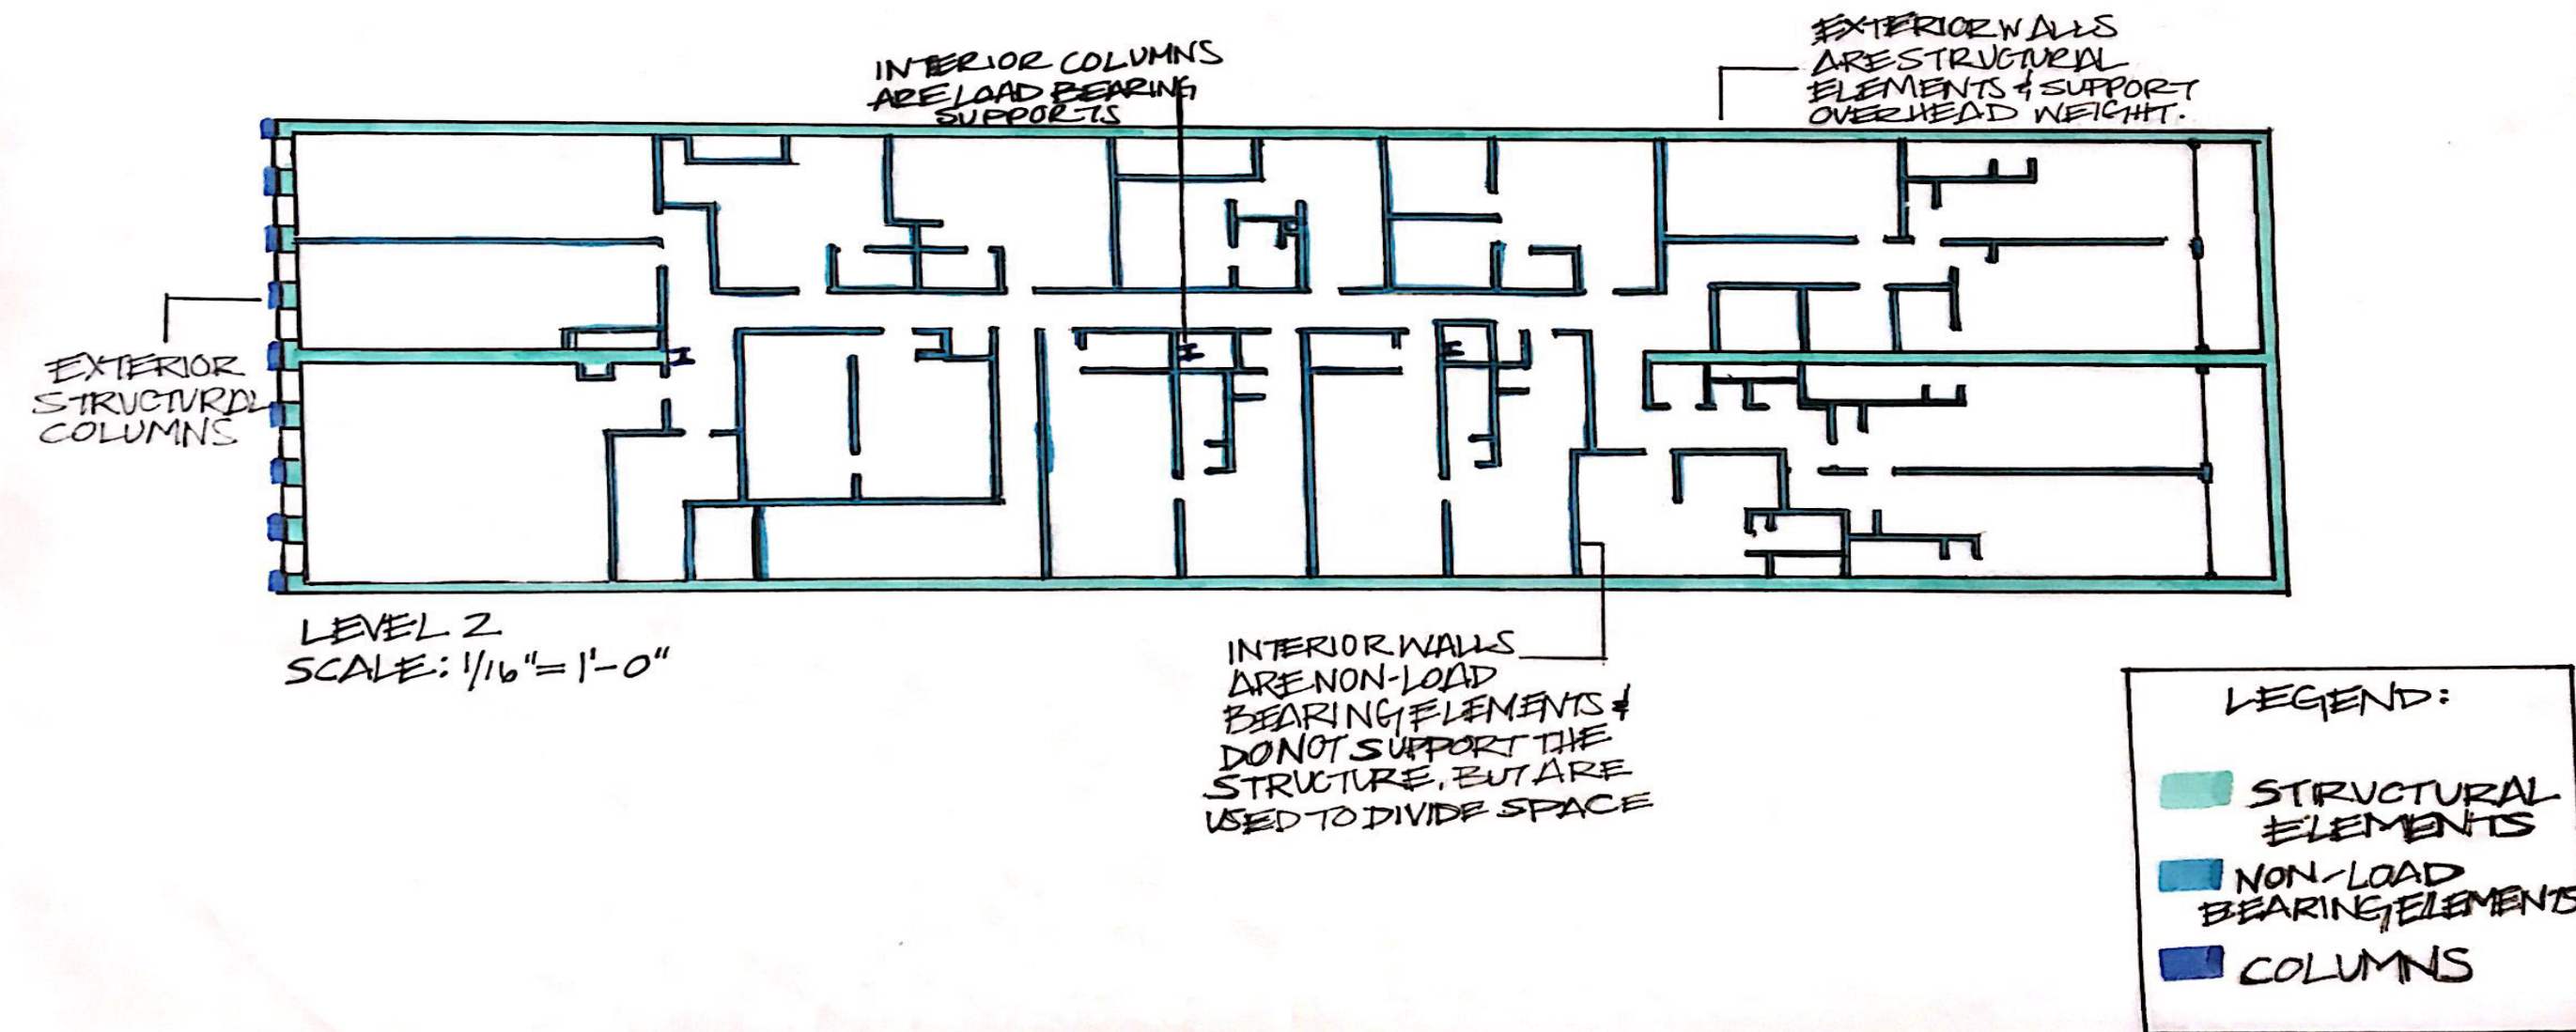 INTERIOR COLUMNS
ARE LOAD BEARING
SUPPORTS
EXTERIOR WALLS
ARE STRUCTURAL
ELEMENTS & SUPPORT
OVERHEAD WEIGHT.
EXTERIOR
STRUCTURAL
COLUMNS
LEVEL 2
SCALE: 1/16"=1'-0"
INTERIOR WALLS
ARE NON-LOAD
BEARING ELEMENTS &
DO NOT SUPPORT THE
STRUCTURE, BUT ARE
USED TO DIVIDE SPACE
LEGEND:
STRUCTURAL
ELEMENTS
NON-LOAD
BEARING ELEMENTS
COLUMNS